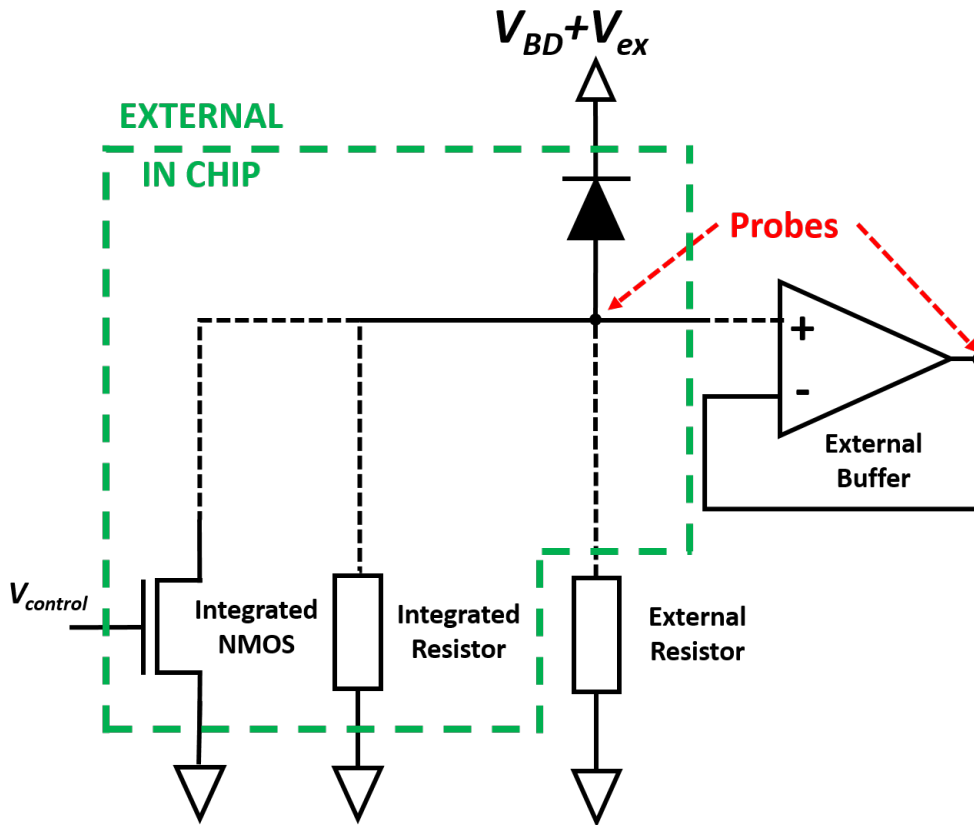 V_BD+V_ex
EXTERNAL
IN CHIP
Probes
+
-
External
Buffer
V_control
Integrated
NMOS
Integrated
Resistor
External
Resistor